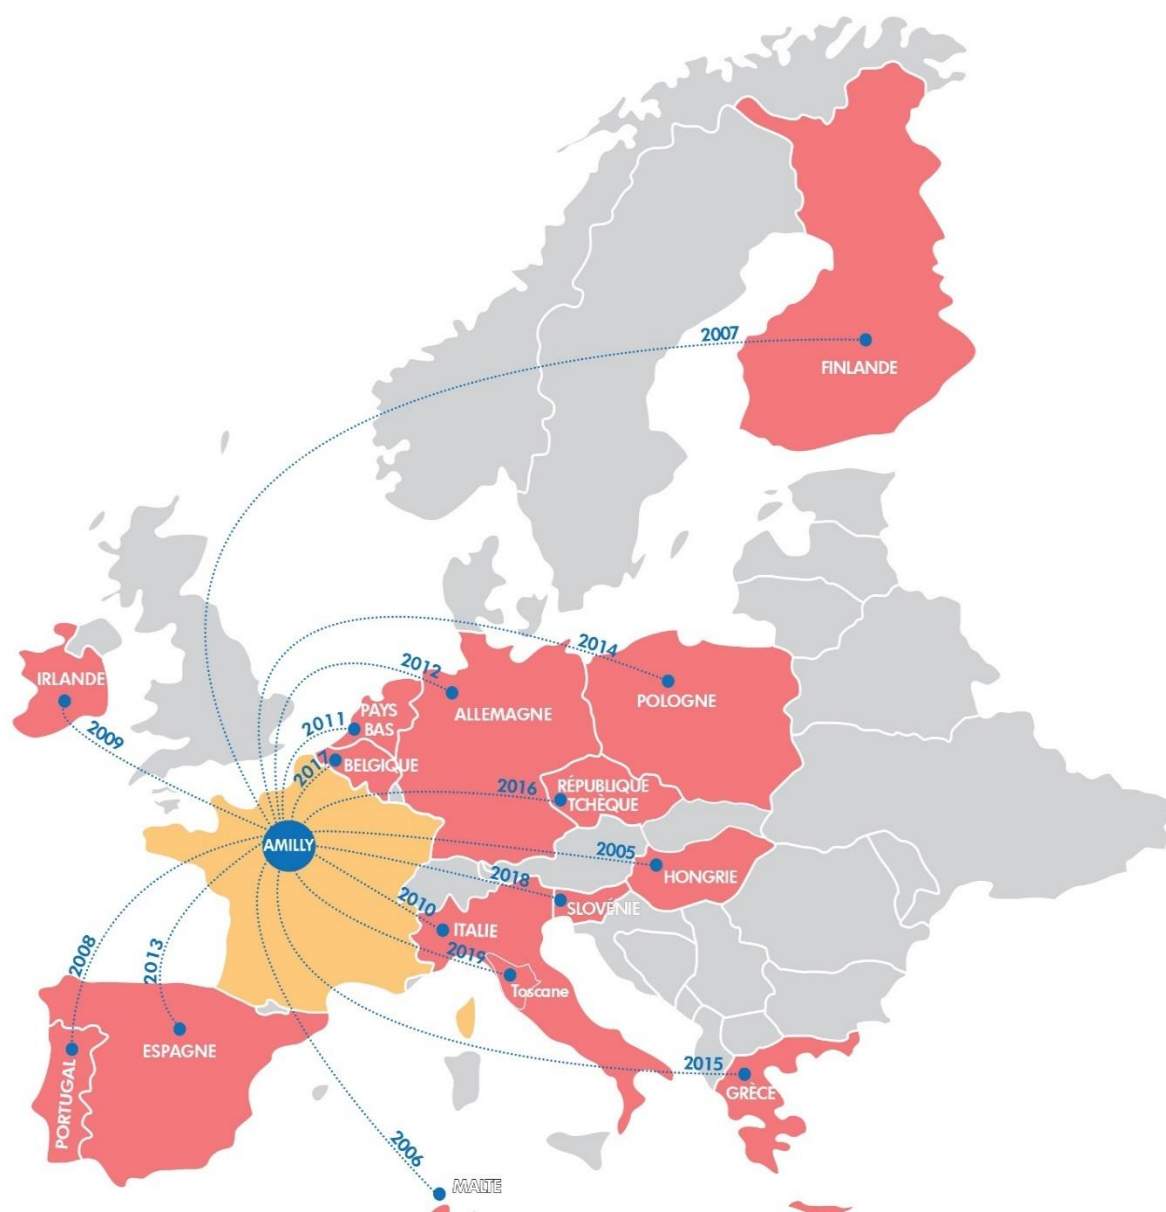 2007
FINLANDE
2014
2012
IRLANDE
POLOGNE
PAYS
BAS
ALLEMAGNE
2011
2009
2017
BELGIQUE
2016
RÉPUBLIQUE
TCHÈQUE
AMILLY
2005
HONGRIE
2018
SLOVÉNIE
2010
ITALIE
2008
2013
2019
Toscane
ESPAGNE
PORTUGAL
2015
GRÈCE
2006
MALTE